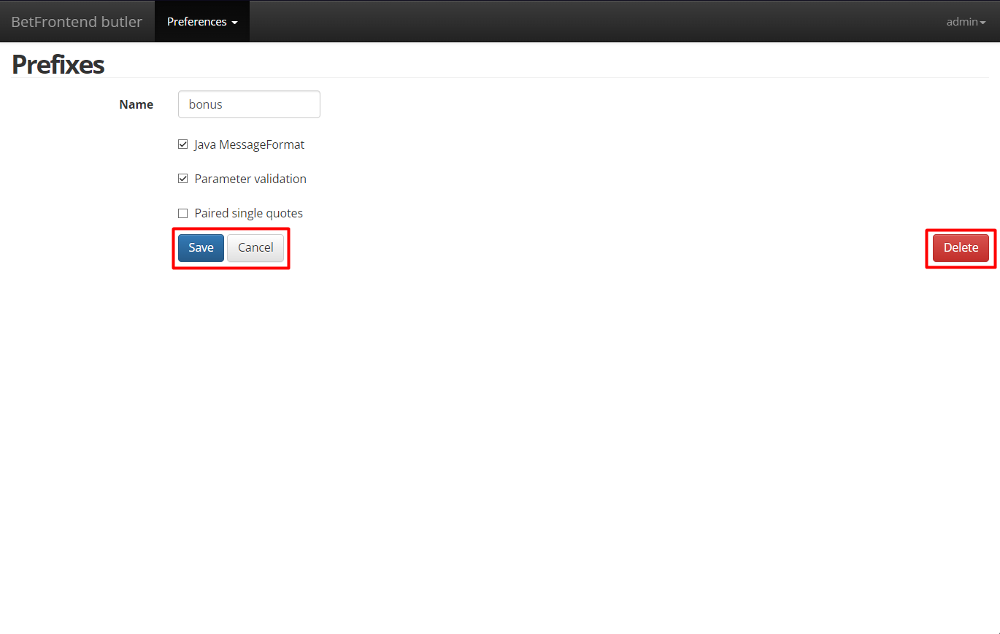 BetFrontend butler Preferences admin
Prefixes
Name bonus
Java MessageFormat
Parameter validation
Paired single quotes
Save Cancel Delete